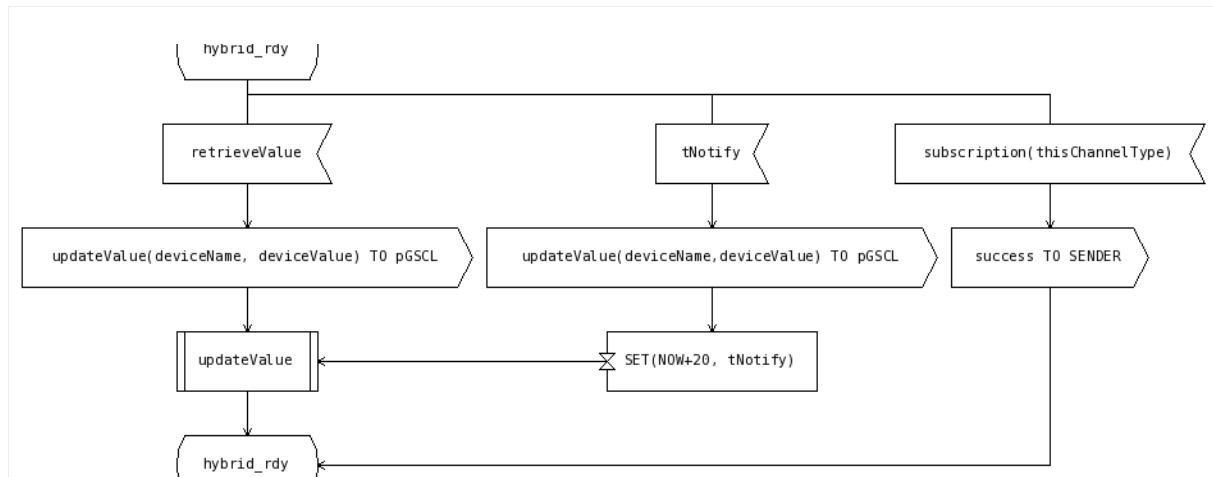 hybrid_rdy
retrieveValue
tNotify
subscription(thisChannelType)
updateValue(deviceName, deviceValue) TO pGSCL
updateValue(deviceName,deviceValue) TO pGSCL
success TO SENDER
updateValue
SET(NOW+20, tNotify)
hybrid_rdy